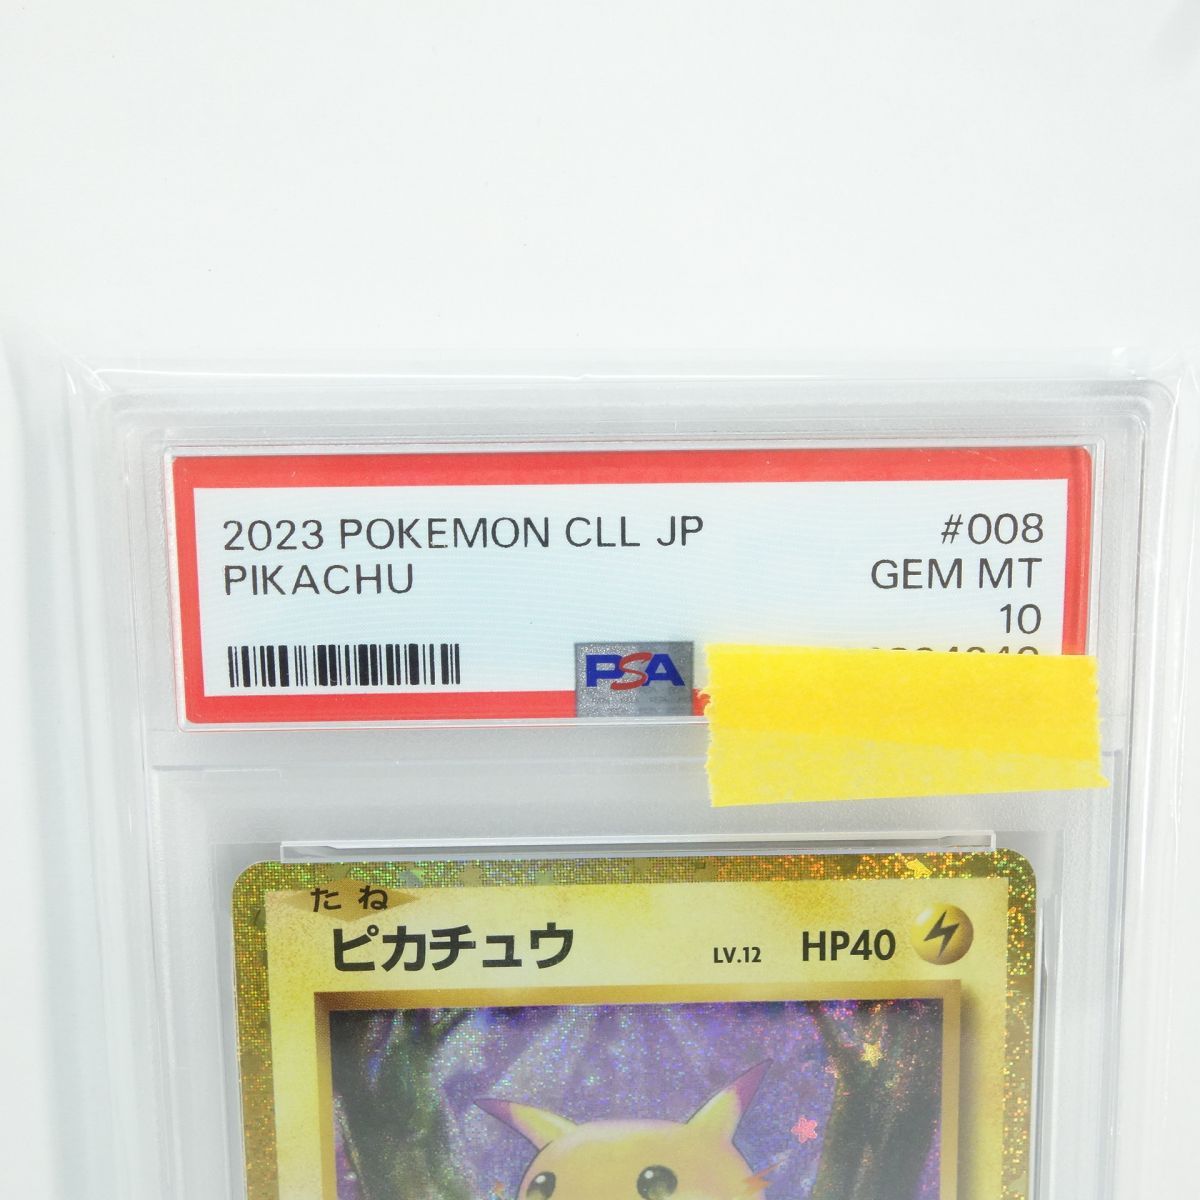 2023 POKEMON CLL JP #008
PIKACHU GEM MT
10
PSA
たね
ピカチュウ LV.12 HP40